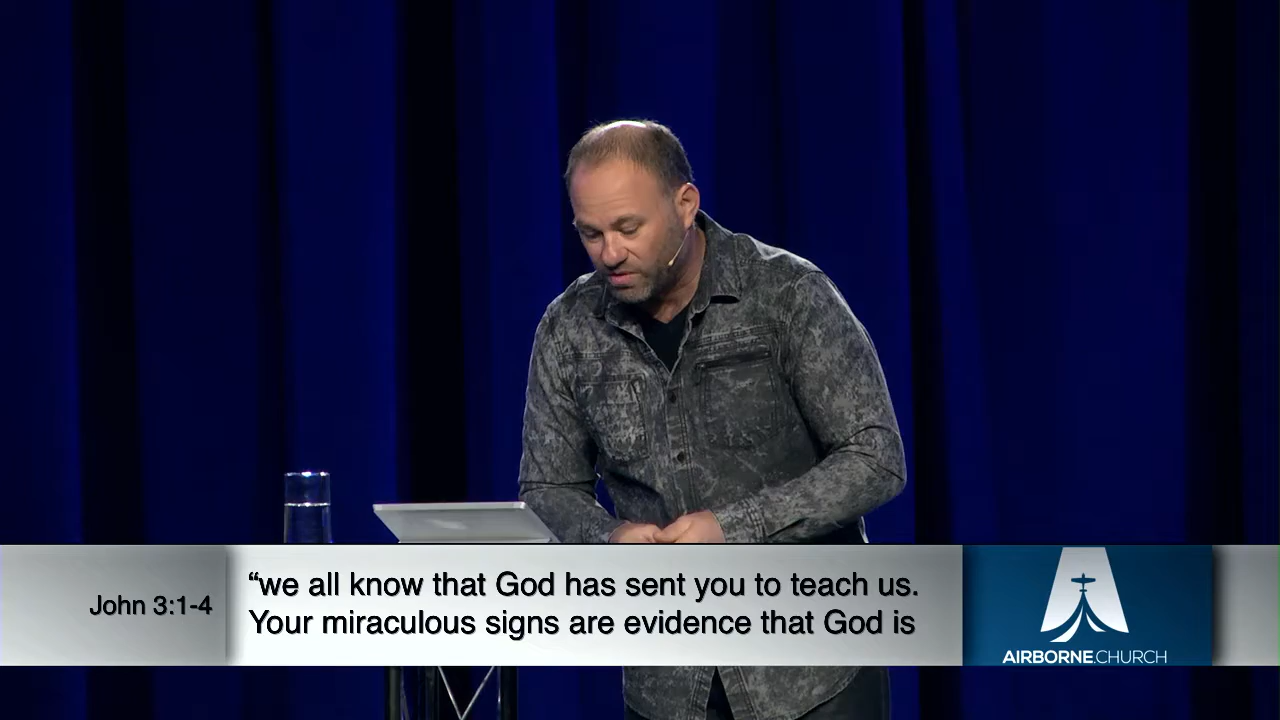 John 3:1-4
“we all know that God has sent you to teach us.
Your miraculous signs are evidence that God is
AIRBORNE.CHURCH